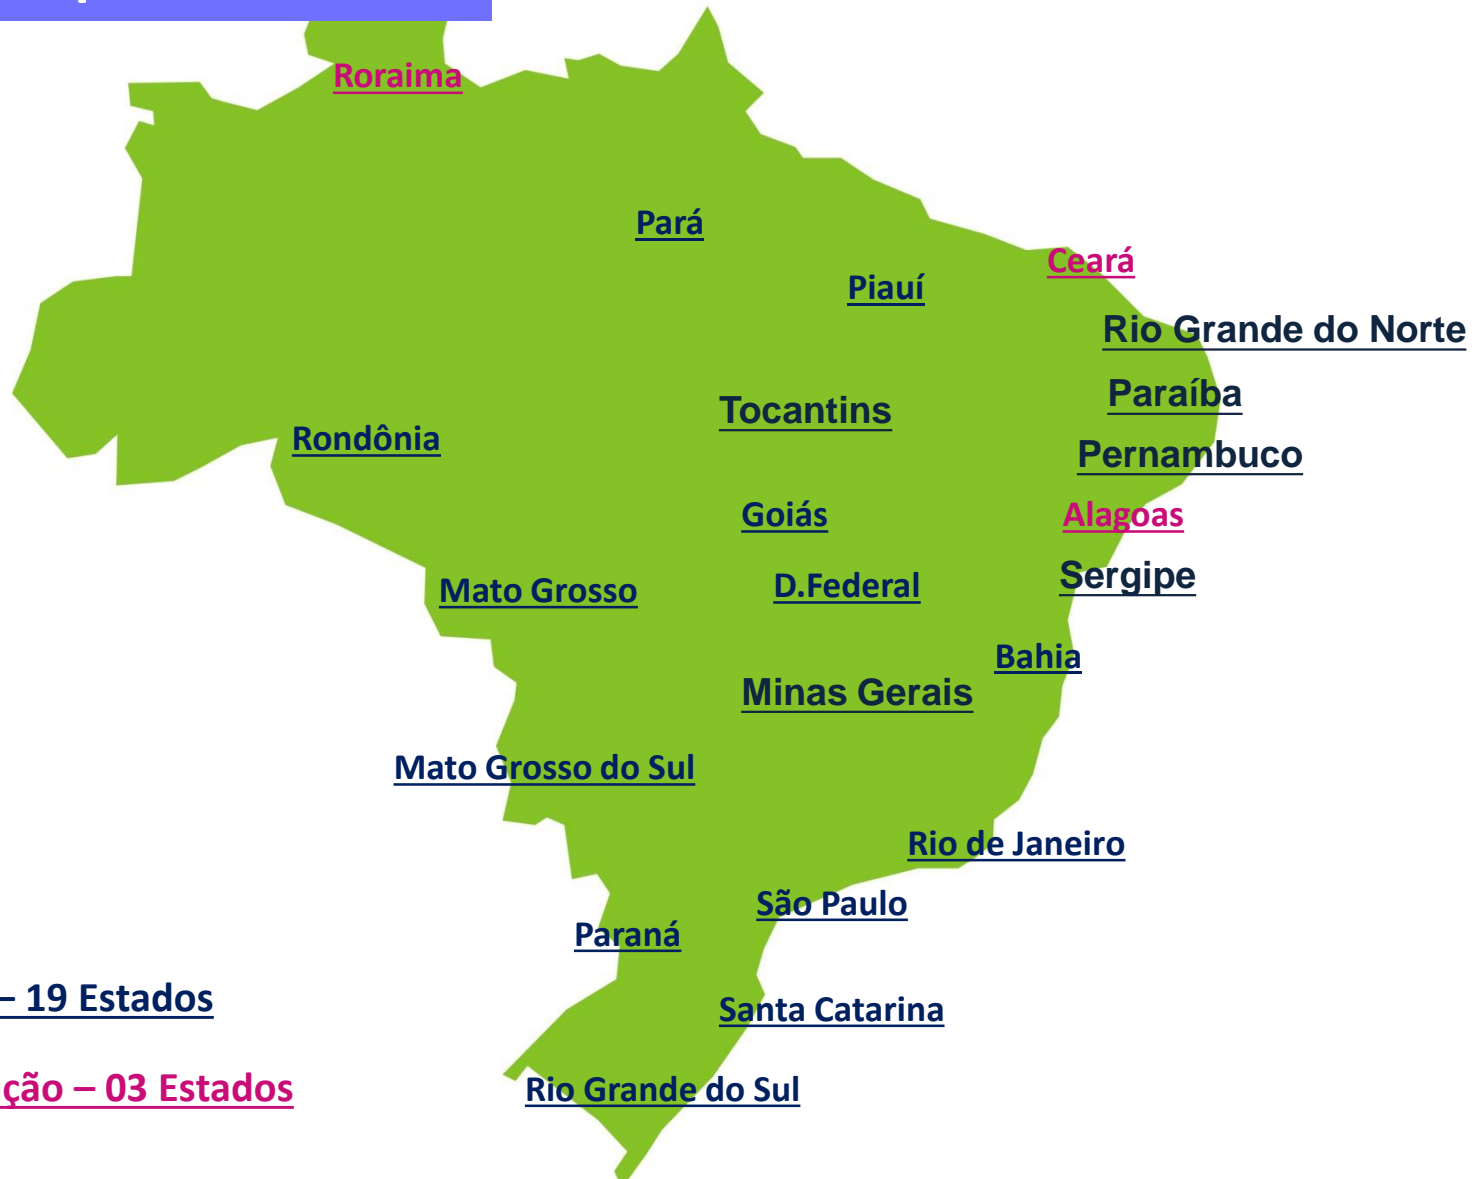 Roraima
Pará
Ceará
Piauí
Rio Grande do Norte
Paraíba
Tocantins
Rondônia
Pernambuco
Goiás
Alagoas
Sergipe
Mato Grosso
D.Federal
Bahia
Minas Gerais
Mato Grosso do Sul
Rio de Janeiro
São Paulo
Paraná
– 19 Estados
Santa Catarina
ção – 03 Estados
Rio Grande do Sul